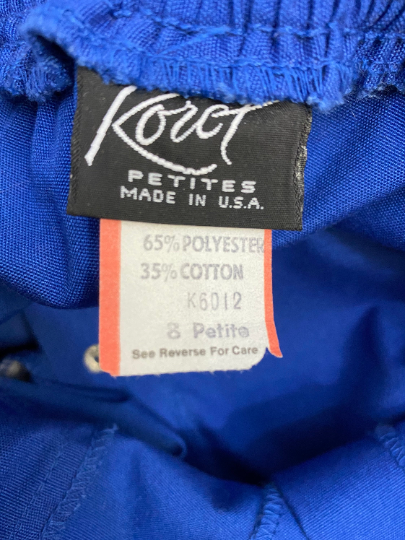 Koret
PETITES
MADE IN U.S.A.
65% POLYESTER
35% COTTON
K6012
8 Petite
See Reverse For Care